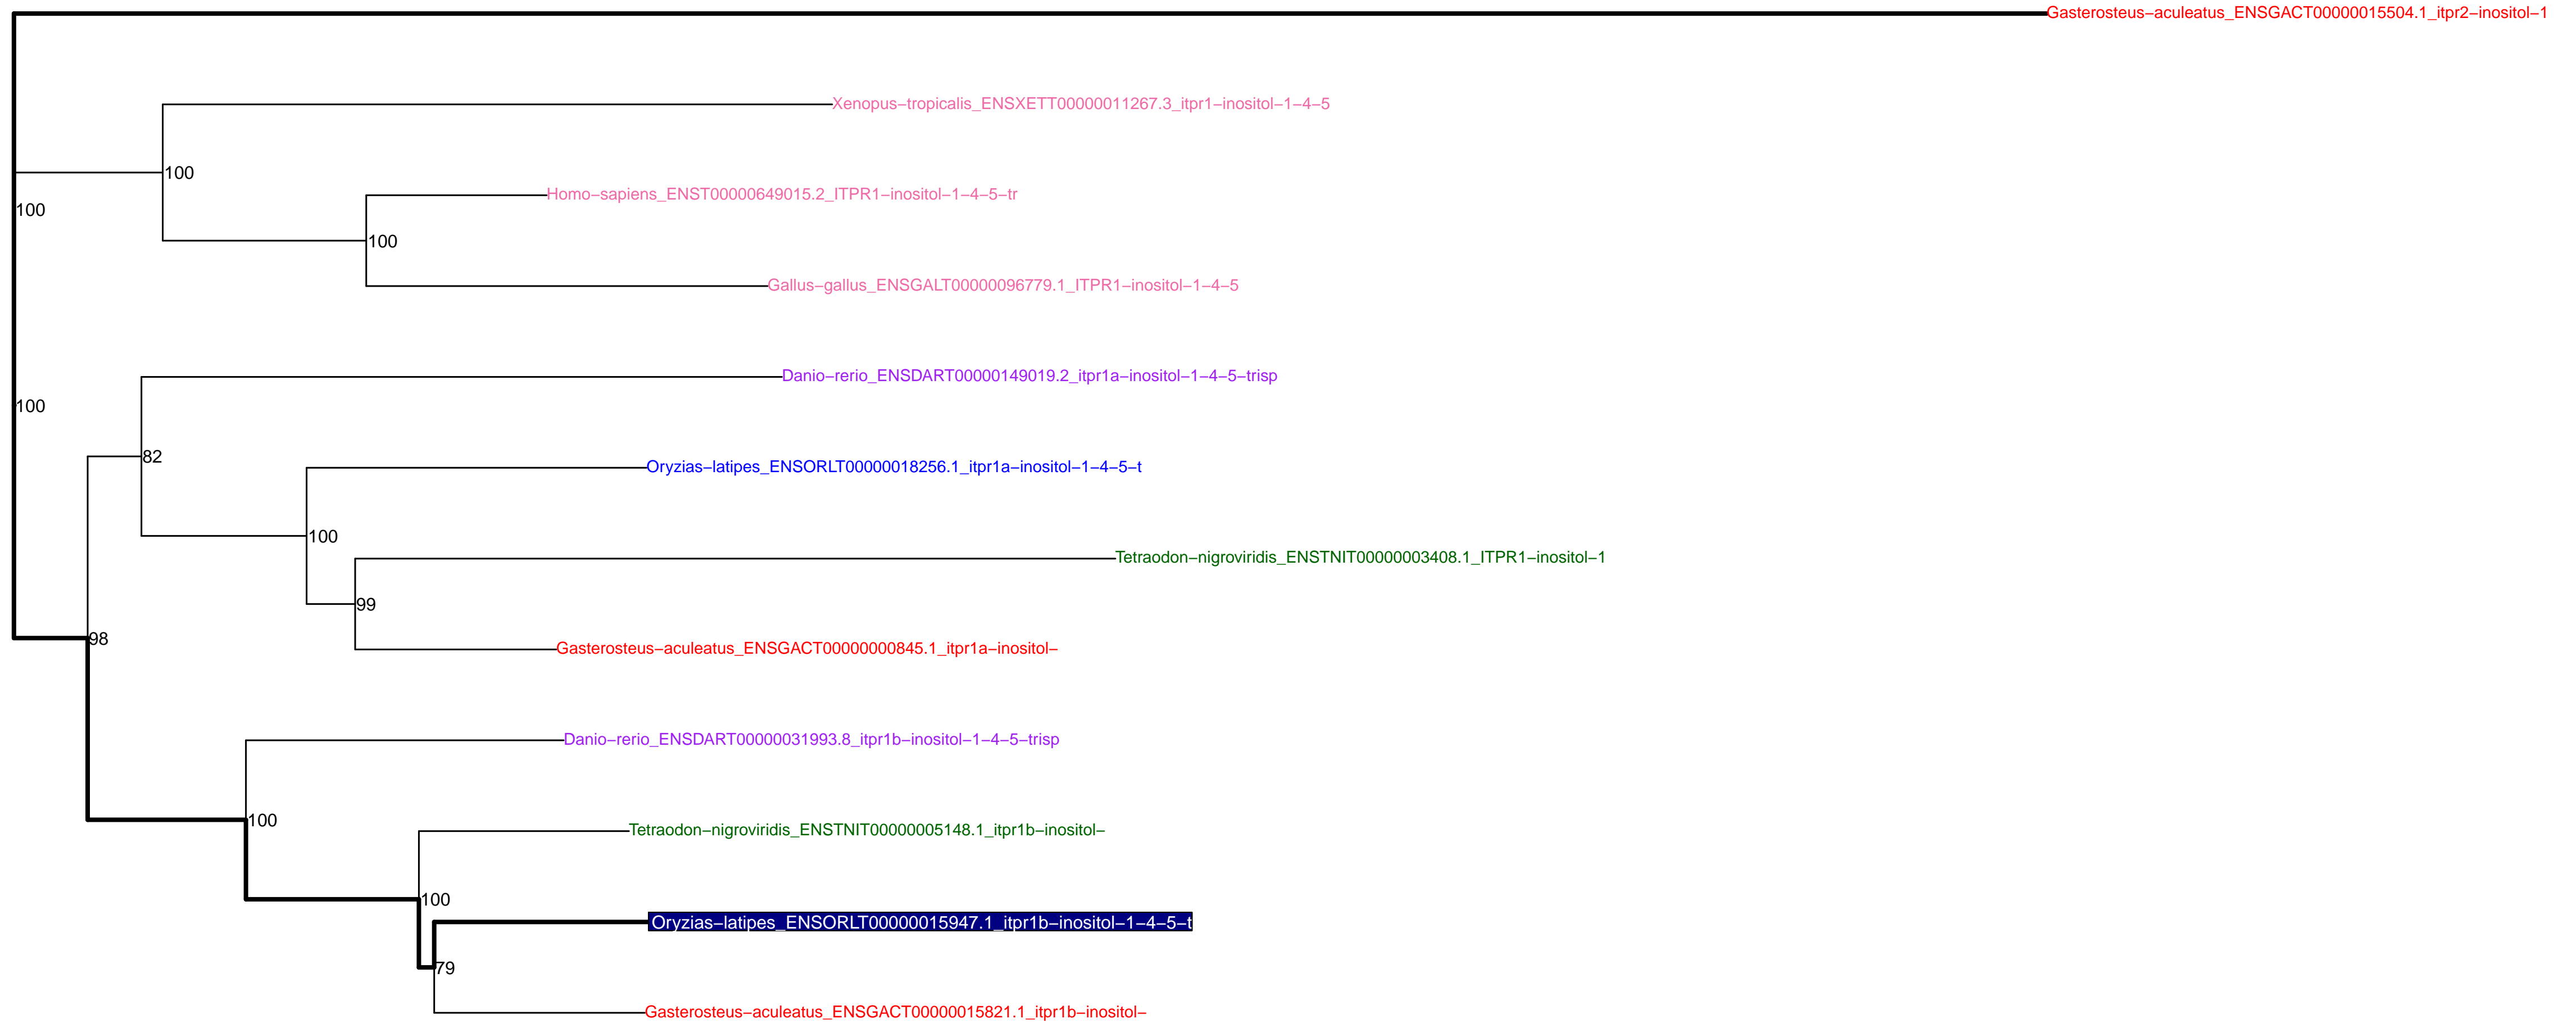 Gasterosteus−aculeatus_ENSGACT00000015504.1_itpr2−inositol−1
Xenopus−tropicalis_ENSXETT00000011267.3_itpr1−inositol−1−4−5
100
Homo−sapiens_ENST00000649015.2_ITPR1−inositol−1−4−5−tr
100
100
Gallus−gallus_ENSGALT00000096779.1_ITPR1−inositol−1−4−5
Danio−rerio_ENSDART00000149019.2_itpr1a−inositol−1−4−5−trisp
100
82
Oryzias−latipes_ENSORLT00000018256.1_itpr1a−inositol−1−4−5−t
100
Tetraodon−nigroviridis_ENSTNIT00000003408.1_ITPR1−inositol−1
99
98
Gasterosteus−aculeatus_ENSGACT00000000845.1_itpr1a−inositol−
Danio−rerio_ENSDART00000031993.8_itpr1b−inositol−1−4−5−trisp
100
Tetraodon−nigroviridis_ENSTNIT00000005148.1_itpr1b−inositol−
100
Oryzias−latipes_ENSORLT00000015947.1_itpr1b−inositol−1−4−5−t
79
Gasterosteus−aculeatus_ENSGACT00000015821.1_itpr1b−inositol−